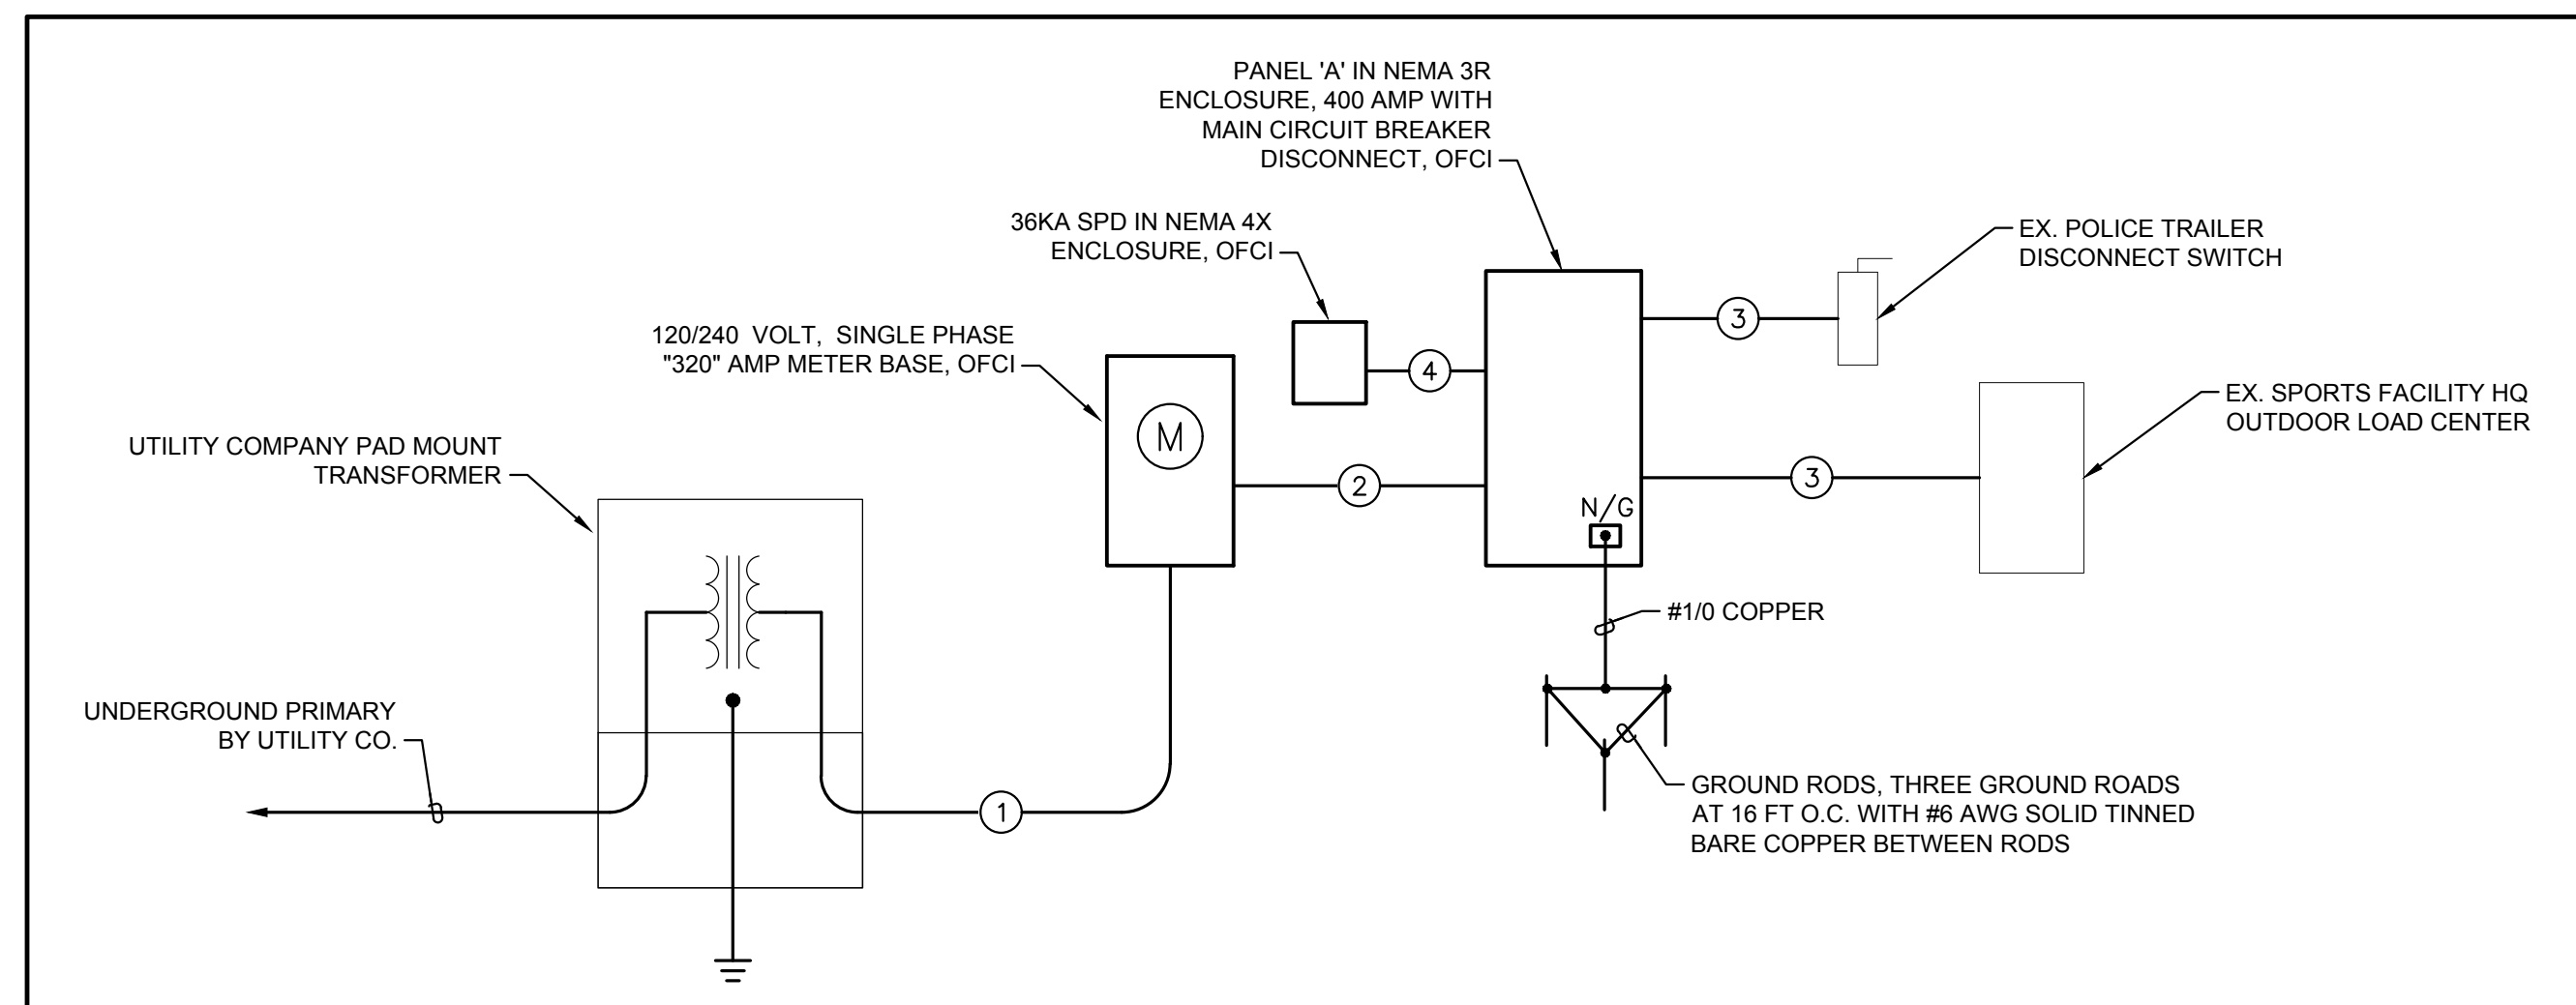 PANEL 'A' IN NEMA 3R
ENCLOSURE, 400 AMP WITH
MAIN CIRCUIT BREAKER
DISCONNECT, OFCI
36KA SPD IN NEMA 4X
ENCLOSURE, OFCI
EX. POLICE TRAILER
DISCONNECT SWITCH
3
120/240 VOLT, SINGLE PHASE
"320" AMP METER BASE, OFCI
4
EX. SPORTS FACILITY HQ
OUTDOOR LOAD CENTER
M
UTILITY COMPANY PAD MOUNT
TRANSFORMER
2
3
N/G
#1/0 COPPER
UNDERGROUND PRIMARY
BY UTILITY CO.
1
GROUND RODS, THREE GROUND ROADS
AT 16 FT O.C. WITH #6 AWG SOLID TINNED
BARE COPPER BETWEEN RODS